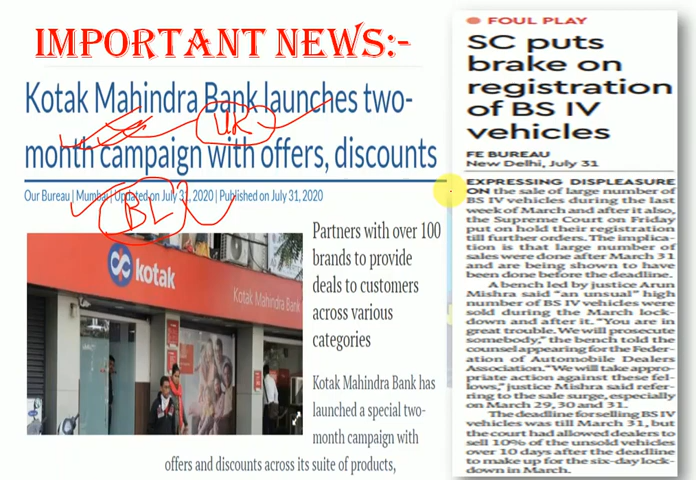 IMPORTANT NEWS:-
Kotak Mahindra Bank launches two-
month campaign with offers, discounts
Our Bureau | Mumbai | Updated on July 31, 2020 | Published on July 31, 2020
BL
kotak
Kotak Mahindra Bank
Partners with over 100
brands to provide
deals to customers
across various
categories
Kotak Mahindra Bank has
launched a special two-
month campaign with
offers and discounts across its suite of products,
FOUL PLAY
SC puts
brake on
registration
of BS IV
vehicles
FE BUREAU
New Delhi, July 31
EXPRESSING DISPLEASURE
ON the sale of large number of
BS IV vehicles during the last
week of March and after it also,
the Supreme Court on Friday
put on hold their registration
till further orders. The implica-
tion is that large number of
sales were done after March 31
and are being shown to have
been done before the deadline.
A bench led by justice Arun
Mishra said "an unsual" high
number of BS IV vehicles were
sold during the March lock-
down and after it. "You are in
great trouble. We will prosecute
somebody," the bench told the
counsel appearing for the Feder-
ation of Automobile Dealers
Association. "We will take appro-
priate action against these fel-
lows," justice Mishra said refer-
ring to the sale surge, especially
on March 29, 30 and 31.
The deadline for selling BS IV
vehicles was till March 31, but
the court had allowed dealers to
sell 10% of the unsold vehicles
over 10 days after the deadline
to make up for the six-day lock-
down in March.